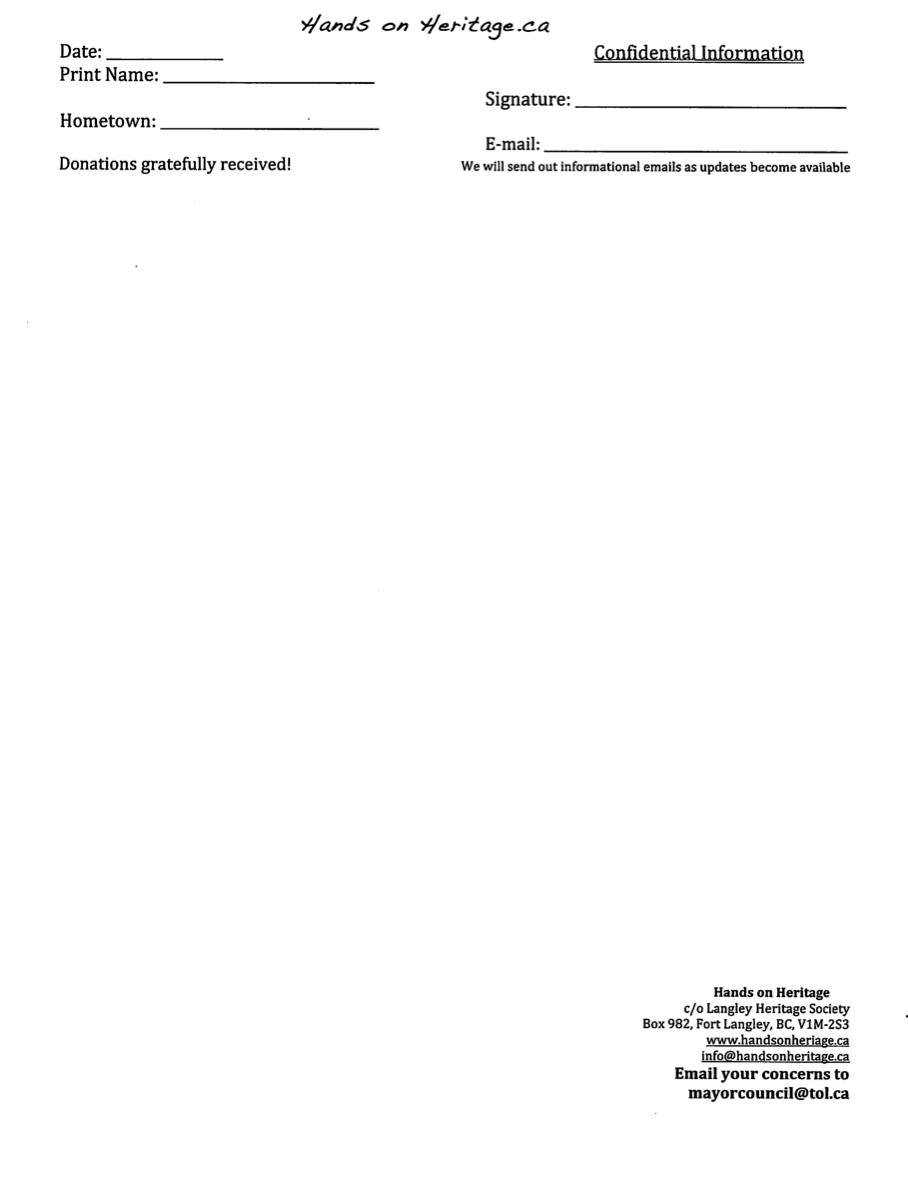 Hands on Heritage.ca
Date: ____________
Confidential Information
Print Name: ______________________
Signature: ____________________________
Hometown: _______________________
E-mail: ________________________________
Donations gratefully received!
We will send out informational emails as updates become available
Hands on Heritage
c/o Langley Heritage Society
Box 982, Fort Langley, BC, V1M-2S3
www.handsonheriage.ca
info@handsonheritage.ca
Email your concerns to
mayorcouncil@tol.ca